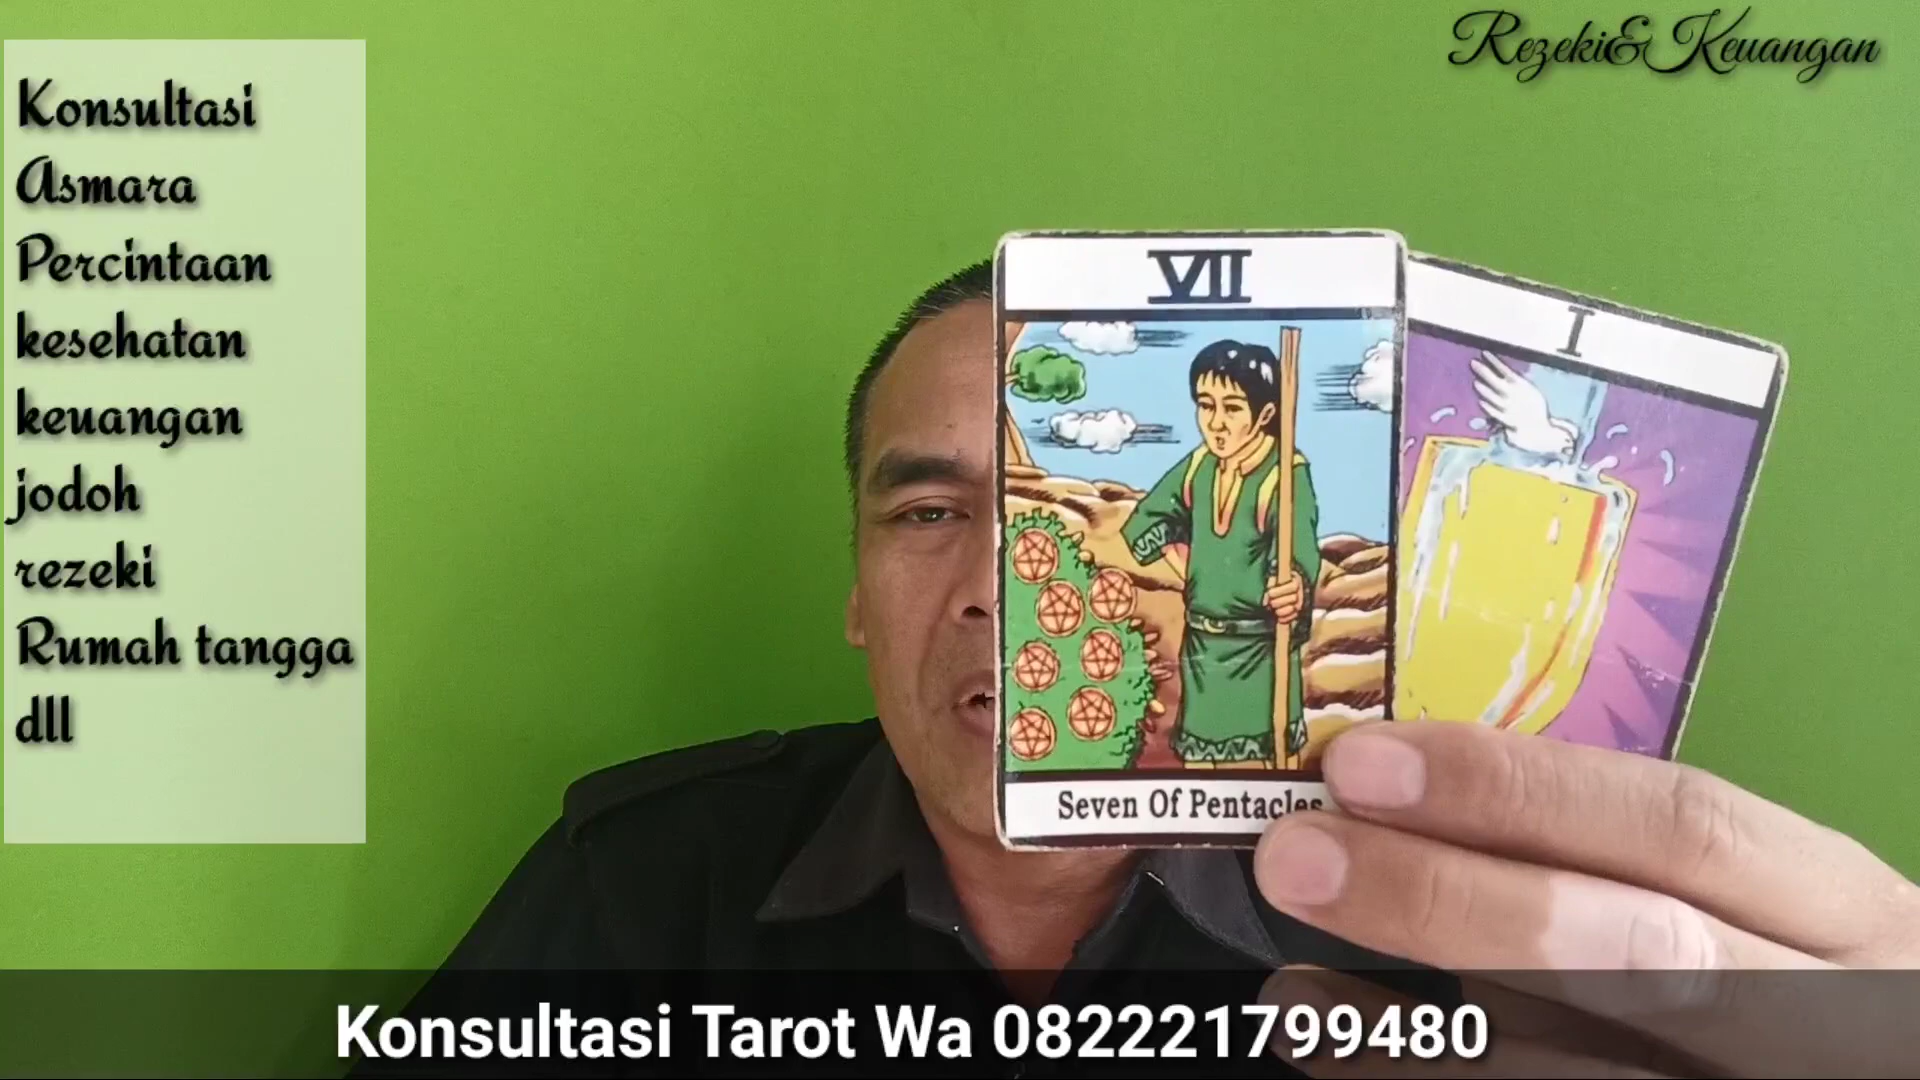 Rezeki&Keuangan
Konsultasi
Asmara
Percintaan
kesehatan
keuangan
jodoh
rezeki
Rumah tangga
dll
VII
I
Seven Of Pentacles
Konsultasi Tarot Wa 082221799480